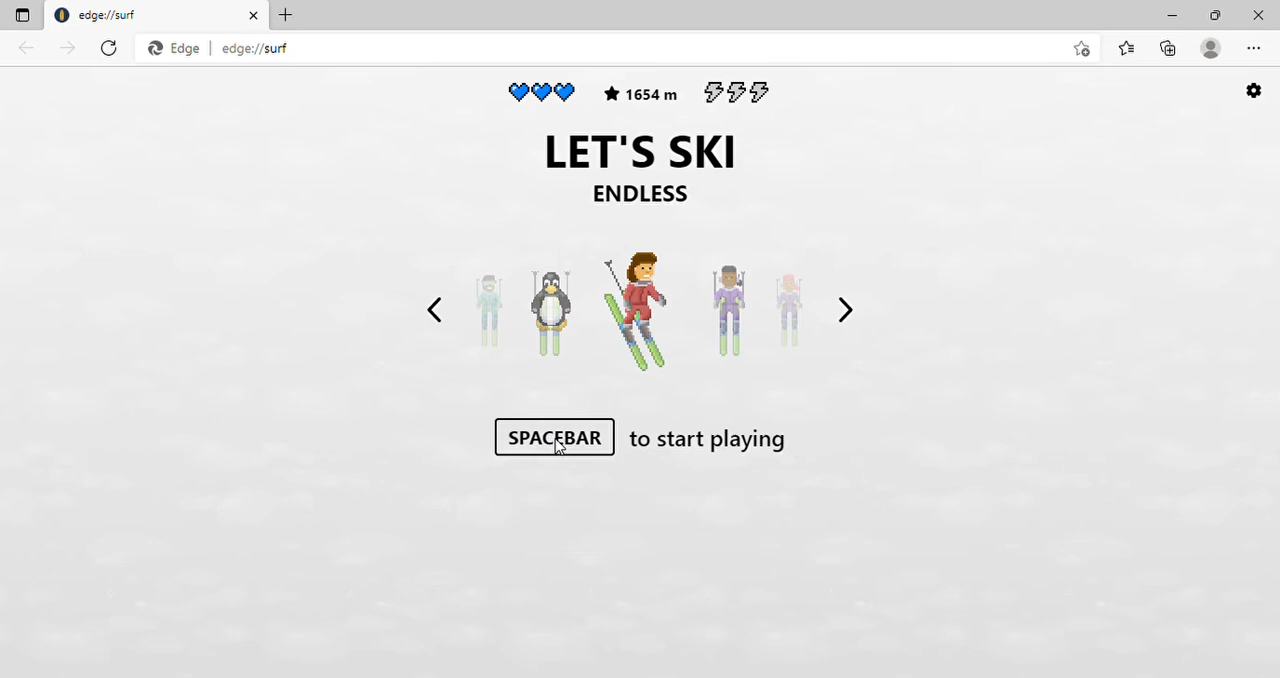 edge://surf
Edge | edge://surf
1654 m
LET'S SKI
ENDLESS
SPACEBAR to start playing